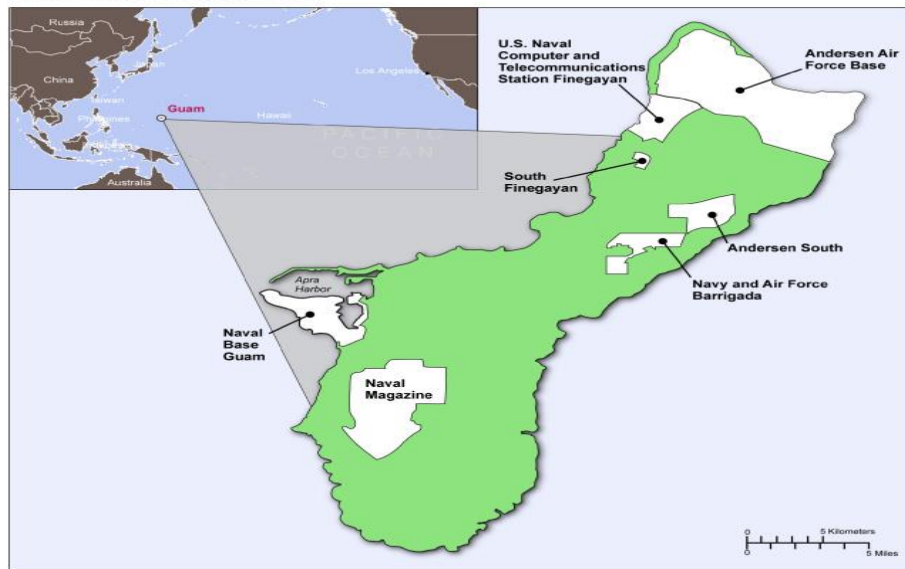 Russia
China
Japan
Taiwan
Los Angeles
Guam
Hawaii
PACIFIC
OCEAN
Australia
U.S. Naval
Computer and
Telecommunications
Station Finegayan
Andersen Air
Force Base
South
Finegayan
Andersen South
Navy and Air Force
Barrigada
Apra
Harbor
Naval
Base
Guam
Naval
Magazine
0 5 Kilometers
0 5 Miles